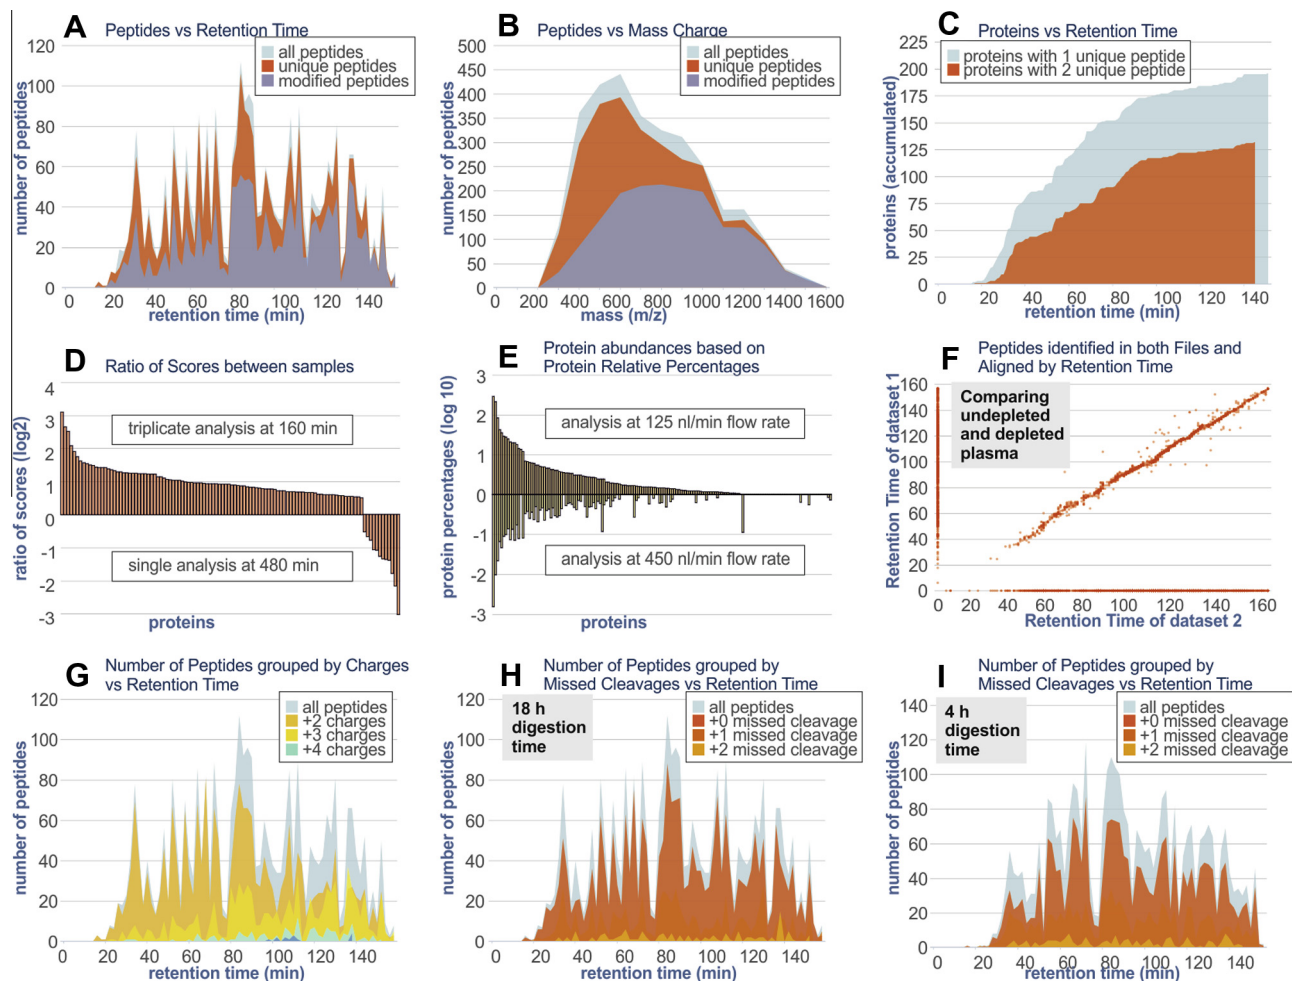 A
Peptides vs Retention Time
all peptides
unique peptides
modified peptides
number of peptides
120
100
80
60
40
20
0
0 20 40 60 80 100 120 140
retention time (min)
B
Peptides vs Mass Charge
all peptides
unique peptides
modified peptides
number of peptides
500
450
400
350
300
250
200
150
100
50
0
0 200 400 600 800 1000 1200 1400 1600
mass (m/z)
C
Proteins vs Retention Time
proteins with 1 unique peptide
proteins with 2 unique peptide
proteins (accumulated)
225
200
175
150
125
100
75
50
25
0
0 20 40 60 80 100 120 140
retention time (min)
D
Ratio of Scores between samples
ratio of scores (log2)
4
3
2
1
0
-1
-2
-3
triplicate analysis at 160 min
single analysis at 480 min
proteins
E
Protein abundances based on
Protein Relative Percentages
protein percentages (log 10)
3
2
1
0
-1
-2
-3
analysis at 125 nl/min flow rate
analysis at 450 nl/min flow rate
proteins
F
Peptides identified in both Files and
Aligned by Retention Time
Retention Time of dataset 1
160
140
120
100
80
60
40
20
0
Comparing
undepleted
and depleted
plasma
0 20 40 60 80 100 120 140 160
Retention Time of dataset 2
G
Number of Peptides grouped by Charges
vs Retention Time
all peptides
+2 charges
+3 charges
+4 charges
number of peptides
120
100
80
60
40
20
0
0 20 40 60 80 100 120 140
retention time (min)
H
Number of Peptides grouped by
Missed Cleavages vs Retention Time
18 h
digestion
time
all peptides
+0 missed cleavage
+1 missed cleavage
+2 missed cleavage
number of peptides
120
100
80
60
40
20
0
0 20 40 60 80 100 120 140
retention time (min)
I
Number of Peptides grouped by
Missed Cleavages vs Retention Time
4 h
digestion
time
all peptides
+0 missed cleavage
+1 missed cleavage
+2 missed cleavage
number of peptides
140
120
100
80
60
40
20
0
0 20 40 60 80 100 120 140
retention time (min)